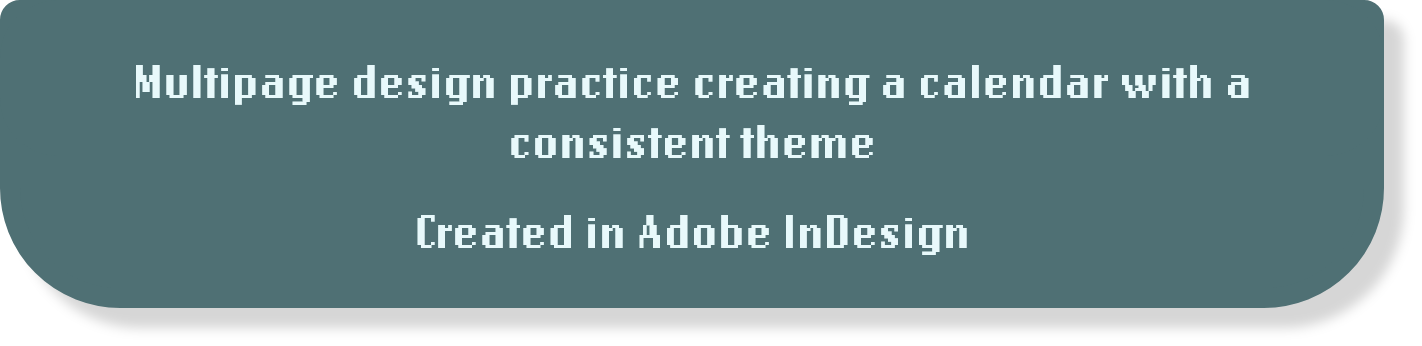 Multipage design practice creating a calendar with a
consistent theme
Created in Adobe InDesign